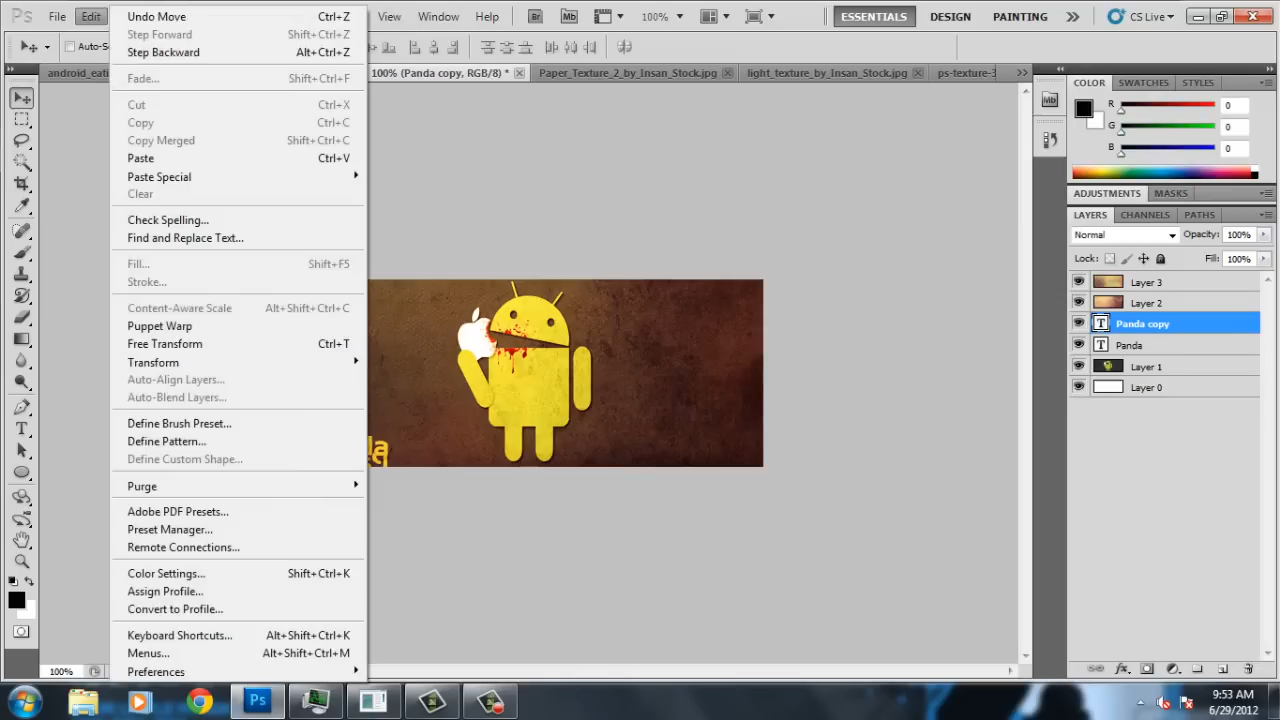 Ps File Edit View Window Help Br Mb 100% ESSENTIALS DESIGN PAINTING CS Live
Auto-S
android_eati 100% (Panda copy, RGB/8) * Paper_Texture_2_by_Insan_Stock.jpg light_texture_by_Insan_Stock.jpg ps-texture-3
Undo Move Ctrl+Z
Step Forward Shift+Ctrl+Z
Step Backward Alt+Ctrl+Z
Fade... Shift+Ctrl+F
Cut Ctrl+X
Copy Ctrl+C
Copy Merged Shift+Ctrl+C
Paste Ctrl+V
Paste Special
Clear
Check Spelling...
Find and Replace Text...
Fill... Shift+F5
Stroke...
Content-Aware Scale Alt+Shift+Ctrl+C
Puppet Warp
Free Transform Ctrl+T
Transform
Auto-Align Layers...
Auto-Blend Layers...
Define Brush Preset...
Define Pattern...
Define Custom Shape...
Purge
Adobe PDF Presets...
Preset Manager...
Remote Connections...
Color Settings... Shift+Ctrl+K
Assign Profile...
Convert to Profile...
Keyboard Shortcuts... Alt+Shift+Ctrl+K
Menus... Alt+Shift+Ctrl+M
Preferences
da
T
100%
Mb
COLOR SWATCHES STYLES
R 0
G 0
B 0
ADJUSTMENTS MASKS
LAYERS CHANNELS PATHS
Normal Opacity: 100%
Lock: Fill: 100%
Layer 3
Layer 2
T Panda copy
T Panda
Layer 1
Layer 0
fx
Ps
9:53 AM
6/29/2012